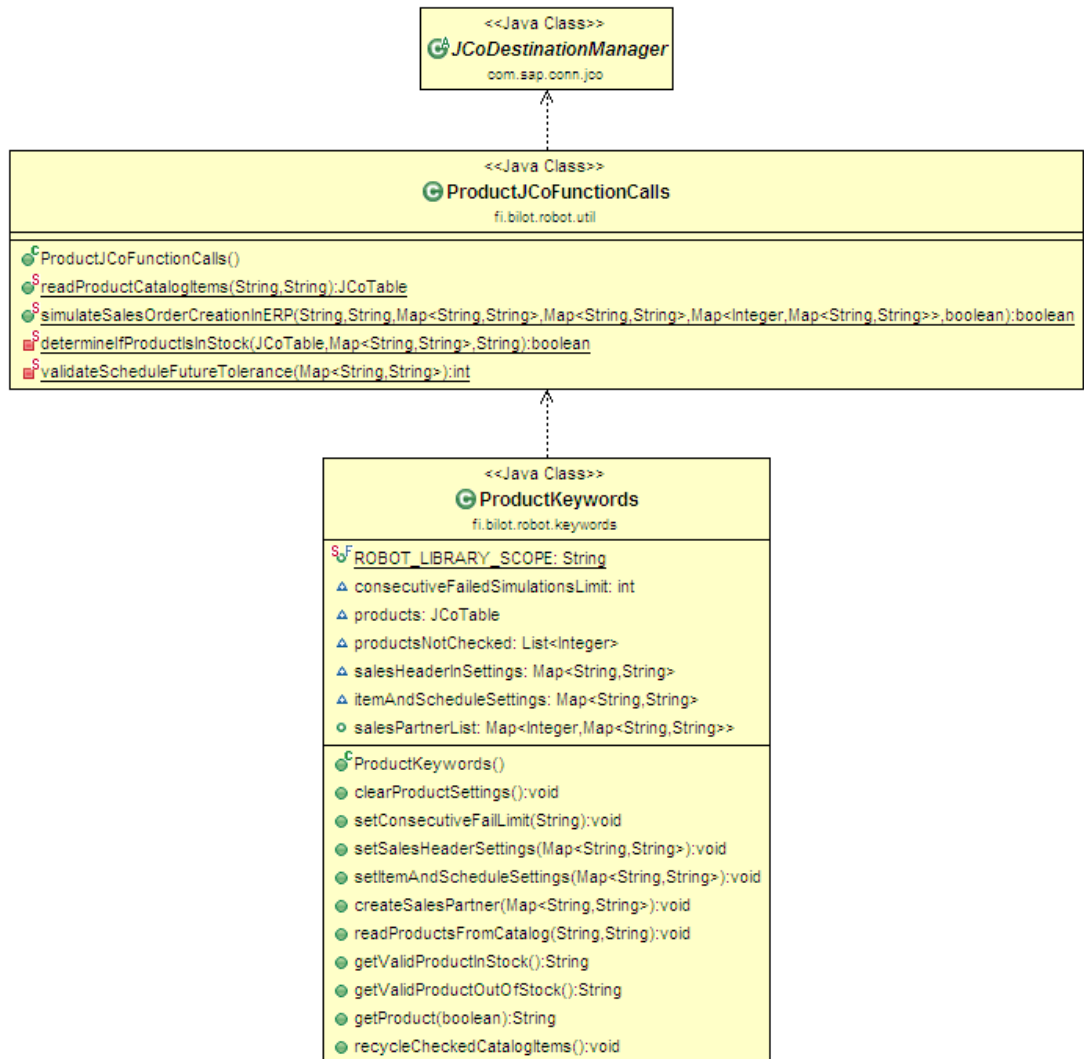 <<Java Class>>
JCoDestinationManager
com.sap.conn.jco
<<Java Class>>
ProductJCoFunctionCalls
fi.bilot.robot.util
ProductJCoFunctionCalls()
readProductCatalogItems(String,String):JCoTable
simulateSalesOrderCreationInERP(String,String,Map<String,String>,Map<String,String>,Map<Integer,Map<String,String>>,boolean):boolean
determineIfProductIsInStock(JCoTable,Map<String,String>,String):boolean
validateScheduleFutureTolerance(Map<String,String>):int
<<Java Class>>
ProductKeywords
fi.bilot.robot.keywords
ROBOT_LIBRARY_SCOPE: String
consecutiveFailedSimulationsLimit: int
products: JCoTable
productsNotChecked: List<Integer>
salesHeaderInSettings: Map<String,String>
itemAndScheduleSettings: Map<String,String>
salesPartnerList: Map<Integer,Map<String,String>>
ProductKeywords()
clearProductSettings():void
setConsecutiveFailLimit(String):void
setSalesHeaderSettings(Map<String,String>):void
setItemAndScheduleSettings(Map<String,String>):void
createSalesPartner(Map<String,String>):void
readProductsFromCatalog(String,String):void
getValidProductInStock():String
getValidProductOutOfStock():String
getProduct(boolean):String
recycleCheckedCatalogItems():void